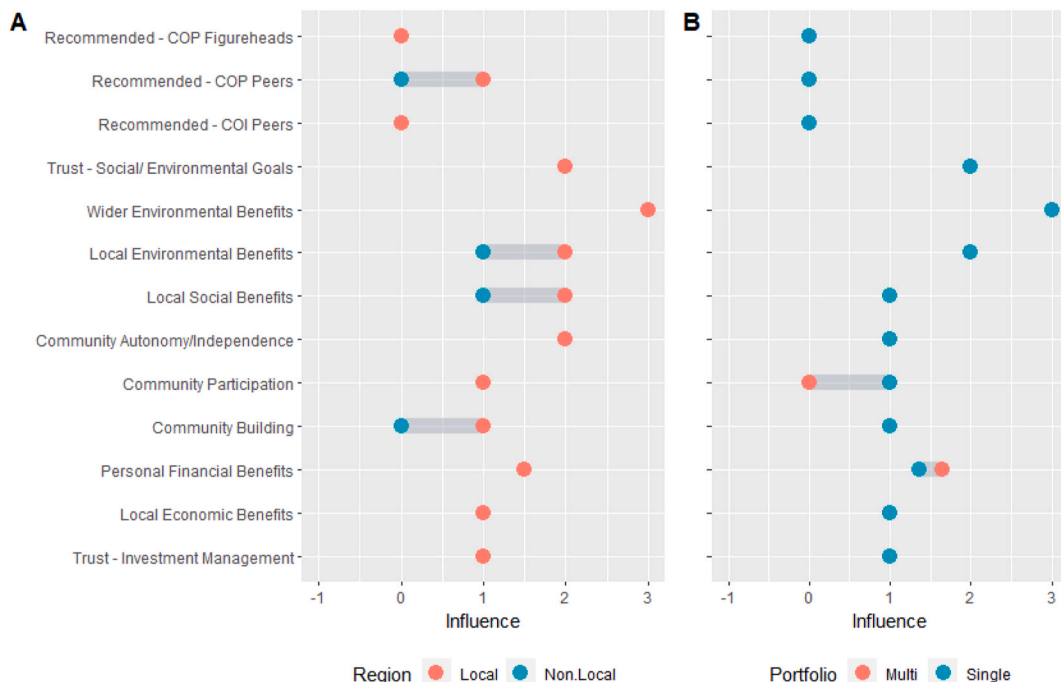 A
B
Recommended - COP Figureheads
Recommended - COP Peers
Recommended - COI Peers
Trust - Social/ Environmental Goals
Wider Environmental Benefits
Local Environmental Benefits
Local Social Benefits
Community Autonomy/Independence
Community Participation
Community Building
Personal Financial Benefits
Local Economic Benefits
Trust - Investment Management
-1 0 1 2 3
-1 0 1 2 3
Influence
Influence
Region Local Non.Local
Portfolio Multi Single